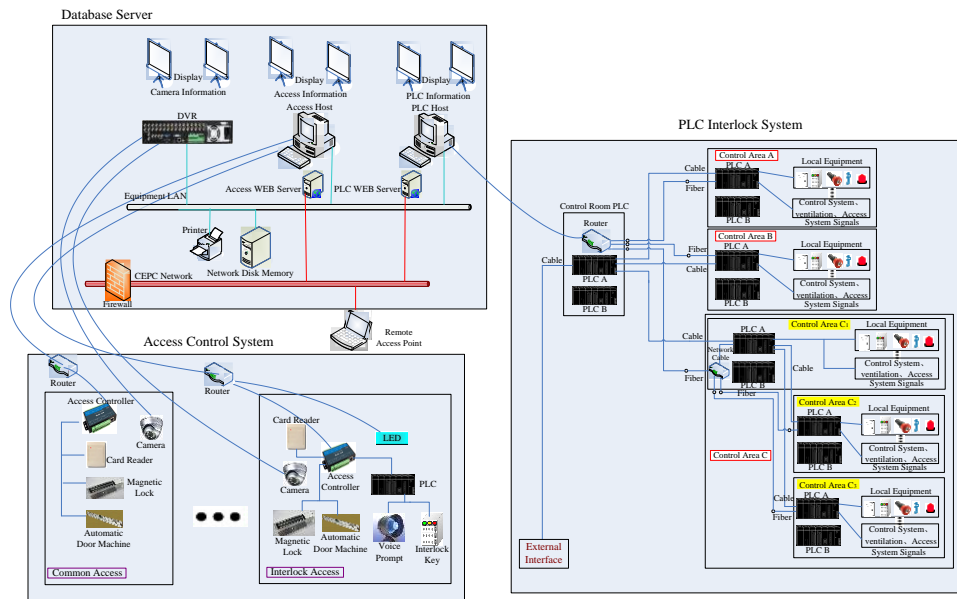 Database Server
Display
Camera Information
Display
Access Information
Access Host
Display
PLC Information
PLC Host
DVR
Access WEB Server
PLC WEB Server
Equipment LAN
Printer
Network Disk Memory
CEPC Network
Firewall
Remote
Access Point
Access Control System
Router
Router
Access Controller
Camera
Card Reader
Magnetic
Lock
Automatic
Door Machine
Common Access
Card Reader
LED
Camera
Access
Controller
PLC
Magnetic
Lock
Automatic
Door Machine
Voice
Prompt
Interlock
Key
Interlock Access
PLC Interlock System
Control Room PLC
Router
Cable
PLC A
PLC B
External
Interface
Control Area A
PLC A
Cable
Fiber
PLC B
Local Equipment
Control System、
ventilation、Access
System Signals
Control Area B
PLC A
Fiber
Cable
PLC B
Local Equipment
Control System、
ventilation、Access
System Signals
Control Area C1
PLC A
Cable
Network
Cable
Fiber
PLC B
Fiber
Cable
Local Equipment
Control System、
ventilation、Access
System Signals
Control Area C
Control Area C2
PLC A
PLC B
Local Equipment
Control System、
ventilation、Access
System Signals
Control Area C3
PLC A
Cable
Fiber
PLC B
Local Equipment
Control System、
ventilation、Access
System Signals